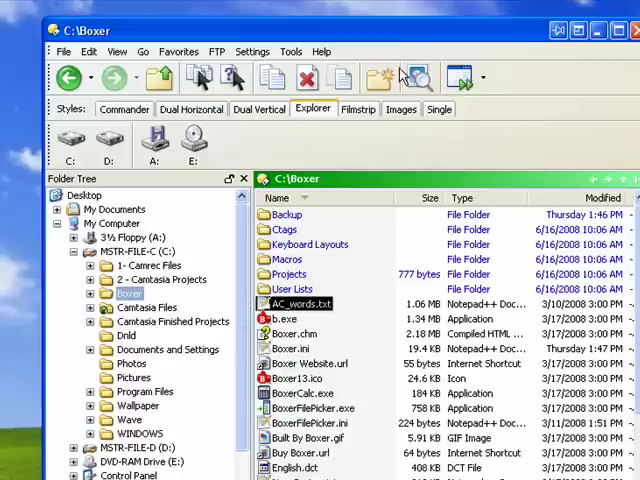 C:\Boxer
File Edit View Go Favorites FTP Settings Tools Help
Styles: Commander Dual Horizontal Dual Vertical Explorer Filmstrip Images Single
C: D: A: E:
Folder Tree
C:\Boxer
Desktop
My Documents
My Computer
3½ Floppy (A:)
MSTR-FILE-C (C:)
1- Camrec Files
2 - Camtasia Projects
Boxer
Camtasia Files
Camtasia Finished Projects
Dnld
Documents and Settings
Photos
Pictures
Program Files
Wallpaper
Wave
WINDOWS
MSTR-FILE-D (D:)
DVD-RAM Drive (E:)
Control Panel
Name Size Type Modified
Backup File Folder Thursday 1:46 PM
Ctags File Folder 6/16/2008 10:06 AM
Keyboard Layouts File Folder 6/16/2008 10:06 AM
Macros File Folder 6/16/2008 10:06 AM
Projects 777 bytes File Folder 6/16/2008 10:06 AM
User Lists File Folder 6/16/2008 10:06 AM
AC_words.txt 1.06 MB Notepad++ Doc... 3/10/2008 3:00 PM
b.exe 1.34 MB Application 3/17/2008 3:00 PM
Boxer.chm 2.18 MB Compiled HTML ... 3/17/2008 3:00 PM
Boxer.ini 19.4 KB Notepad++ Doc... Thursday 1:47 PM
Boxer Website.url 55 bytes Internet Shortcut 3/17/2008 3:00 PM
Boxer13.ico 24.6 KB Icon 3/17/2008 3:00 PM
BoxerCalc.exe 184 KB Application 3/17/2008 3:00 PM
BoxerFilePicker.exe 758 KB Application 3/17/2008 3:00 PM
BoxerFilePicker.ini 224 bytes Notepad++ Doc... 3/11/2008 1:51 PM
Built By Boxer.gif 5.91 KB GIF Image 3/17/2008 3:00 PM
Buy Boxer.url 64 bytes Internet Shortcut 3/17/2008 3:00 PM
English.dct 408 KB DCT File 3/17/2008 3:00 PM